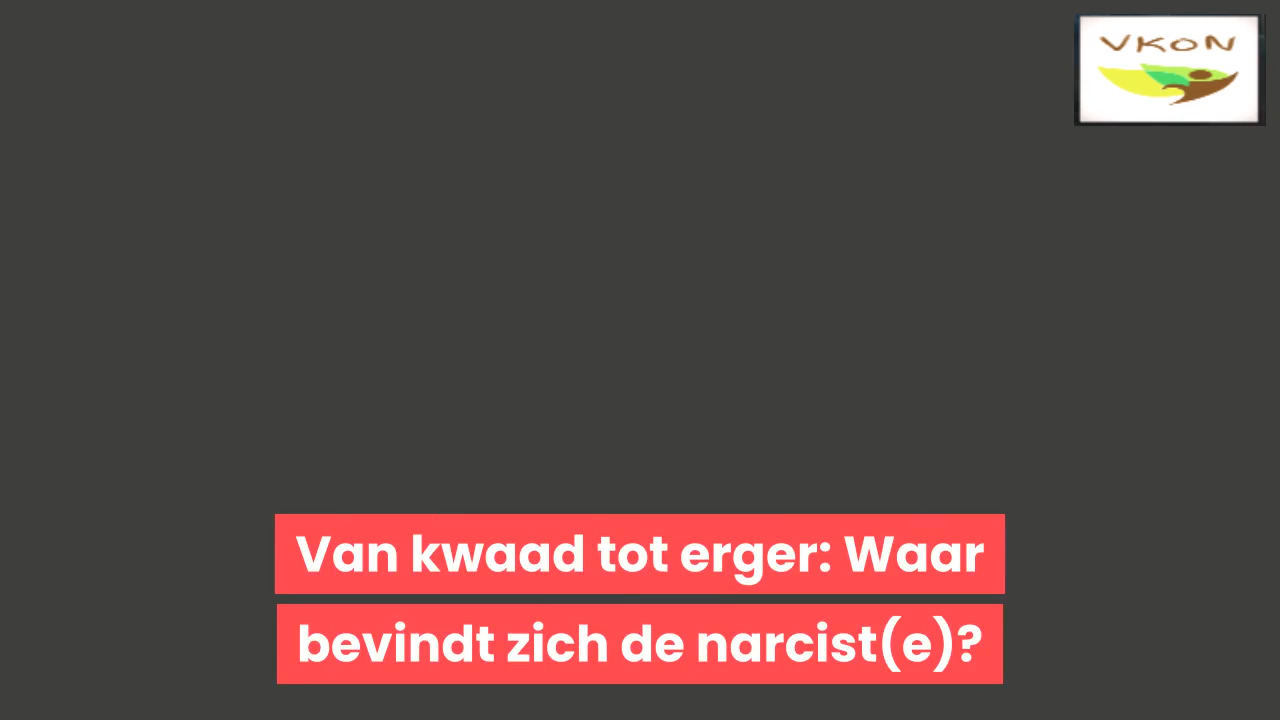 VKON
Van kwaad tot erger: Waar
bevindt zich de narcist(e)?